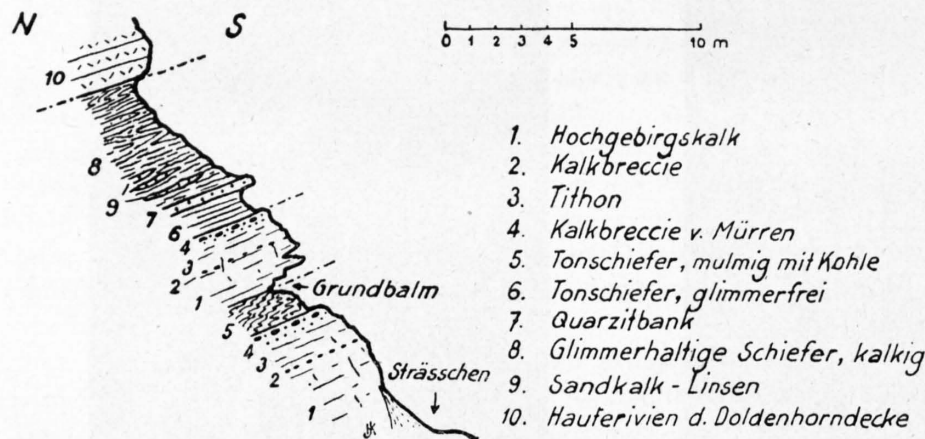 N
S
0 1 2 3 4 5 10 m
10
8
9
7
6
4
3
2
1
Grundbalm
5
4
3
2
1
Strässchen
1. Hochgebirgskalk
2 Kalkbreccie
3 Tithon
4 Kalkbreccie v. Mürren
5. Tonschiefer, mulmig mit Kohle
6. Tonschiefer, glimmerfrei
7. Quarzitbank
8. Glimmerhaltige Schiefer, kalkig
9. Sandkalk - Linsen
10. Hauterivien d. Doldenhorndecke